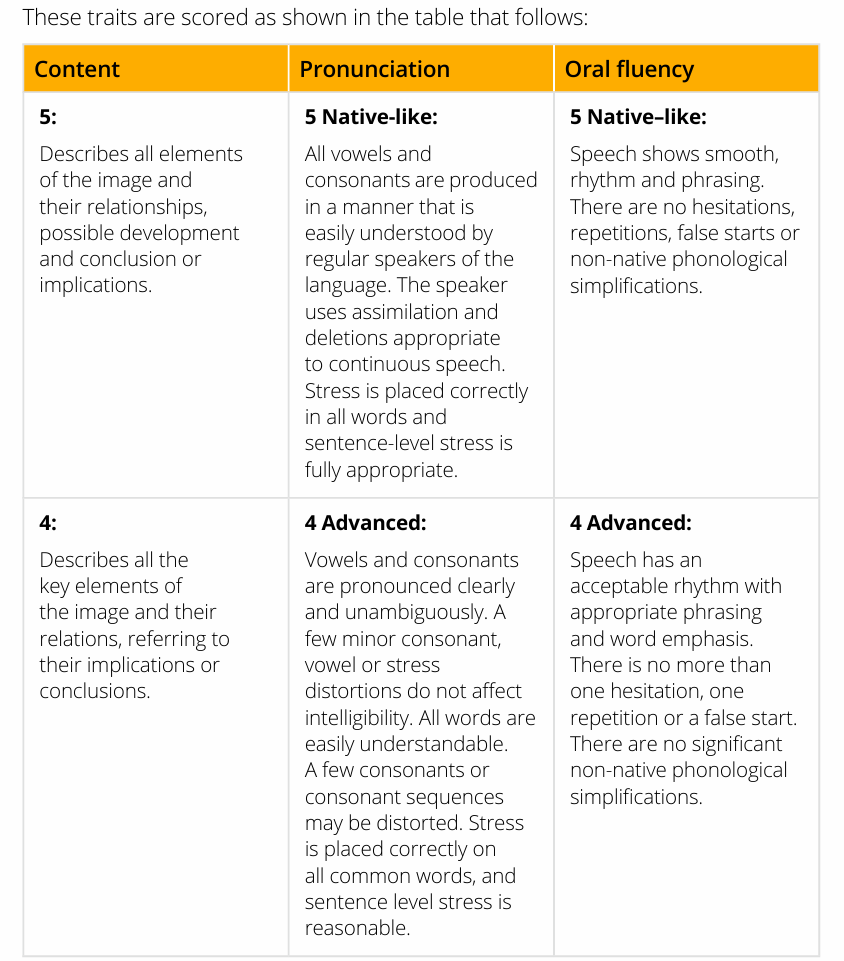 These traits are scored as shown in the table that follows:
Content
Pronunciation
Oral fluency
5:
Describes all elements
of the image and
their relationships,
possible development
and conclusion or
implications.
5 Native-like:
All vowels and
consonants are produced
in a manner that is
easily understood by
regular speakers of the
language. The speaker
uses assimilation and
deletions appropriate
to continuous speech.
Stress is placed correctly
in all words and
sentence-level stress is
fully appropriate.
5 Native–like:
Speech shows smooth,
rhythm and phrasing.
There are no hesitations,
repetitions, false starts or
non-native phonological
simplifications.
4:
Describes all the
key elements of
the image and their
relations, referring to
their implications or
conclusions.
4 Advanced:
Vowels and consonants
are pronounced clearly
and unambiguously. A
few minor consonant,
vowel or stress
distortions do not affect
intelligibility. All words are
easily understandable.
A few consonants or
consonant sequences
may be distorted. Stress
is placed correctly on
all common words, and
sentence level stress is
reasonable.
4 Advanced:
Speech has an
acceptable rhythm with
appropriate phrasing
and word emphasis.
There is no more than
one hesitation, one
repetition or a false start.
There are no significant
non-native phonological
simplifications.